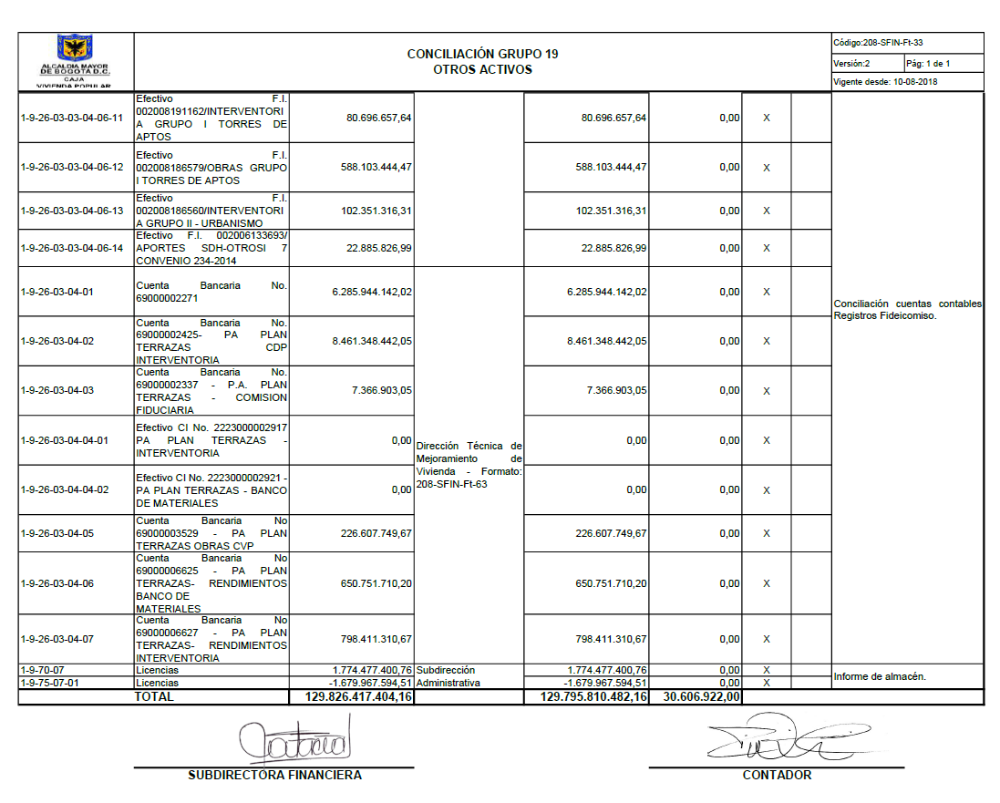 ALCALDIA MAYOR
DE BOGOTA D.C.
CAJA
VIVIENDA POPULAR
CONCILIACIÓN GRUPO 19
OTROS ACTIVOS
Código:208-SFIN-Ft-33
Versión:2 Pág: 1 de 1
Vigente desde: 10-08-2018
1-9-26-03-03-04-06-11
Efectivo F.I.
002008191162/INTERVENTORI
A GRUPO I TORRES DE
APTOS
80.696.657,64 80.696.657,64 0,00 X
1-9-26-03-03-04-06-12
Efectivo F.I.
002008186579/OBRAS GRUPO
I TORRES DE APTOS
588.103.444,47 588.103.444,47 0,00 X
1-9-26-03-03-04-06-13
Efectivo F.I.
002008186560/INTERVENTORI
A GRUPO II - URBANISMO
102.351.316,31 102.351.316,31 0,00 X
1-9-26-03-03-04-06-14
Efectivo F.I. 002006133693/
APORTES SDH-OTROSI 7
CONVENIO 234-2014
22.885.826,99 22.885.826,99 0,00 X
1-9-26-03-04-01
Cuenta Bancaria No.
69000002271
6.285.944.142,02 6.285.944.142,02 0,00 X
Conciliación cuentas contables
Registros Fideicomiso.
1-9-26-03-04-02
Cuenta Bancaria No.
69000002425- PA PLAN
TERRAZAS CDP
INTERVENTORIA
8.461.348.442,05 8.461.348.442,05 0,00 X
1-9-26-03-04-03
Cuenta Bancaria No.
69000002337 - P.A. PLAN
TERRAZAS - COMISION
FIDUCIARIA
7.366.903,05 7.366.903,05 0,00 X
1-9-26-03-04-04-01
Efectivo CI No. 2223000002917
PA PLAN TERRAZAS -
INTERVENTORIA
0,00 0,00 0,00 X
Dirección Técnica de
Mejoramiento de
Vivienda - Formato:
208-SFIN-Ft-63
1-9-26-03-04-04-02
Efectivo CI No. 2223000002921 -
PA PLAN TERRAZAS - BANCO
DE MATERIALES
0,00 0,00 0,00 X
1-9-26-03-04-05
Cuenta Bancaria No
69000003529 - PA PLAN
TERRAZAS OBRAS CVP
226.607.749,67 226.607.749,67 0,00 X
1-9-26-03-04-06
Cuenta Bancaria No
69000006625 - PA PLAN
TERRAZAS- RENDIMIENTOS
BANCO DE
MATERIALES
650.751.710,20 650.751.710,20 0,00 X
1-9-26-03-04-07
Cuenta Bancaria No
69000006627 - PA PLAN
TERRAZAS- RENDIMIENTOS
INTERVENTORIA
798.411.310,67 798.411.310,67 0,00 X
1-9-70-07 Licencias 1.774.477.400,76 Subdirección 1.774.477.400,76 0,00 X
1-9-75-07-01 Licencias -1.679.967.594,51 Administrativa -1.679.967.594,51 0,00 X
Informe de almacén.
TOTAL 129.826.417.404,16 129.795.810.482,16 30.606.922,00
SUBDIRECTORA FINANCIERA CONTADOR